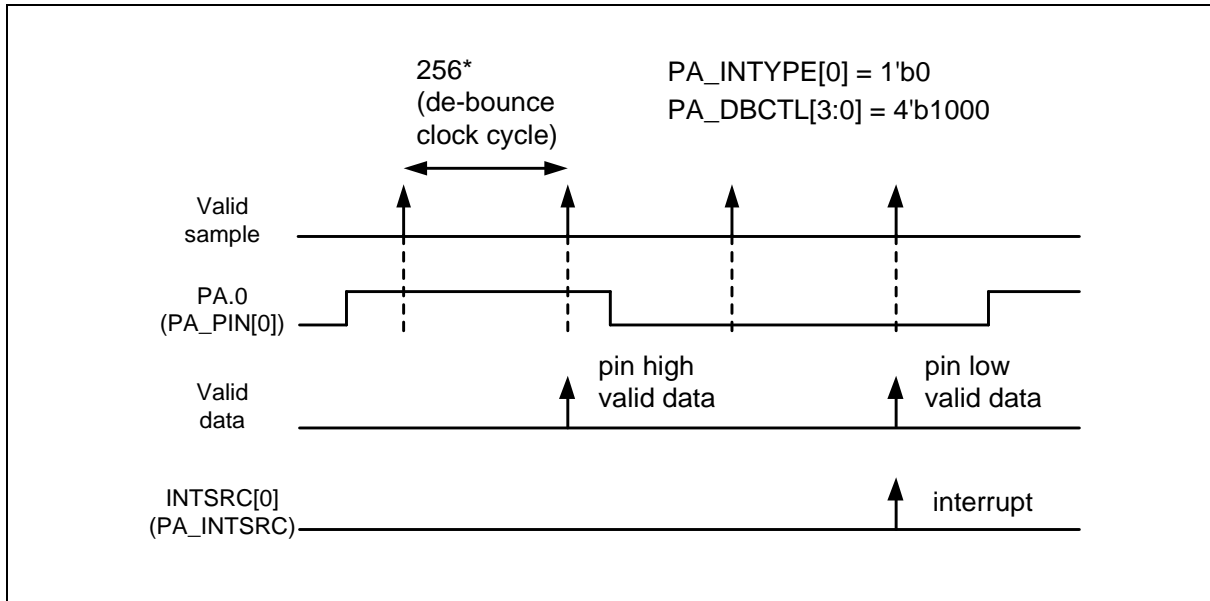 256*
(de-bounce
clock cycle)
PA_INTYPE[0] = 1'b0
PA_DBCTL[3:0] = 4'b1000
Valid
sample
PA.0
(PA_PIN[0])
Valid
data
pin high
valid data
pin low
valid data
INTSRC[0]
(PA_INTSRC)
interrupt